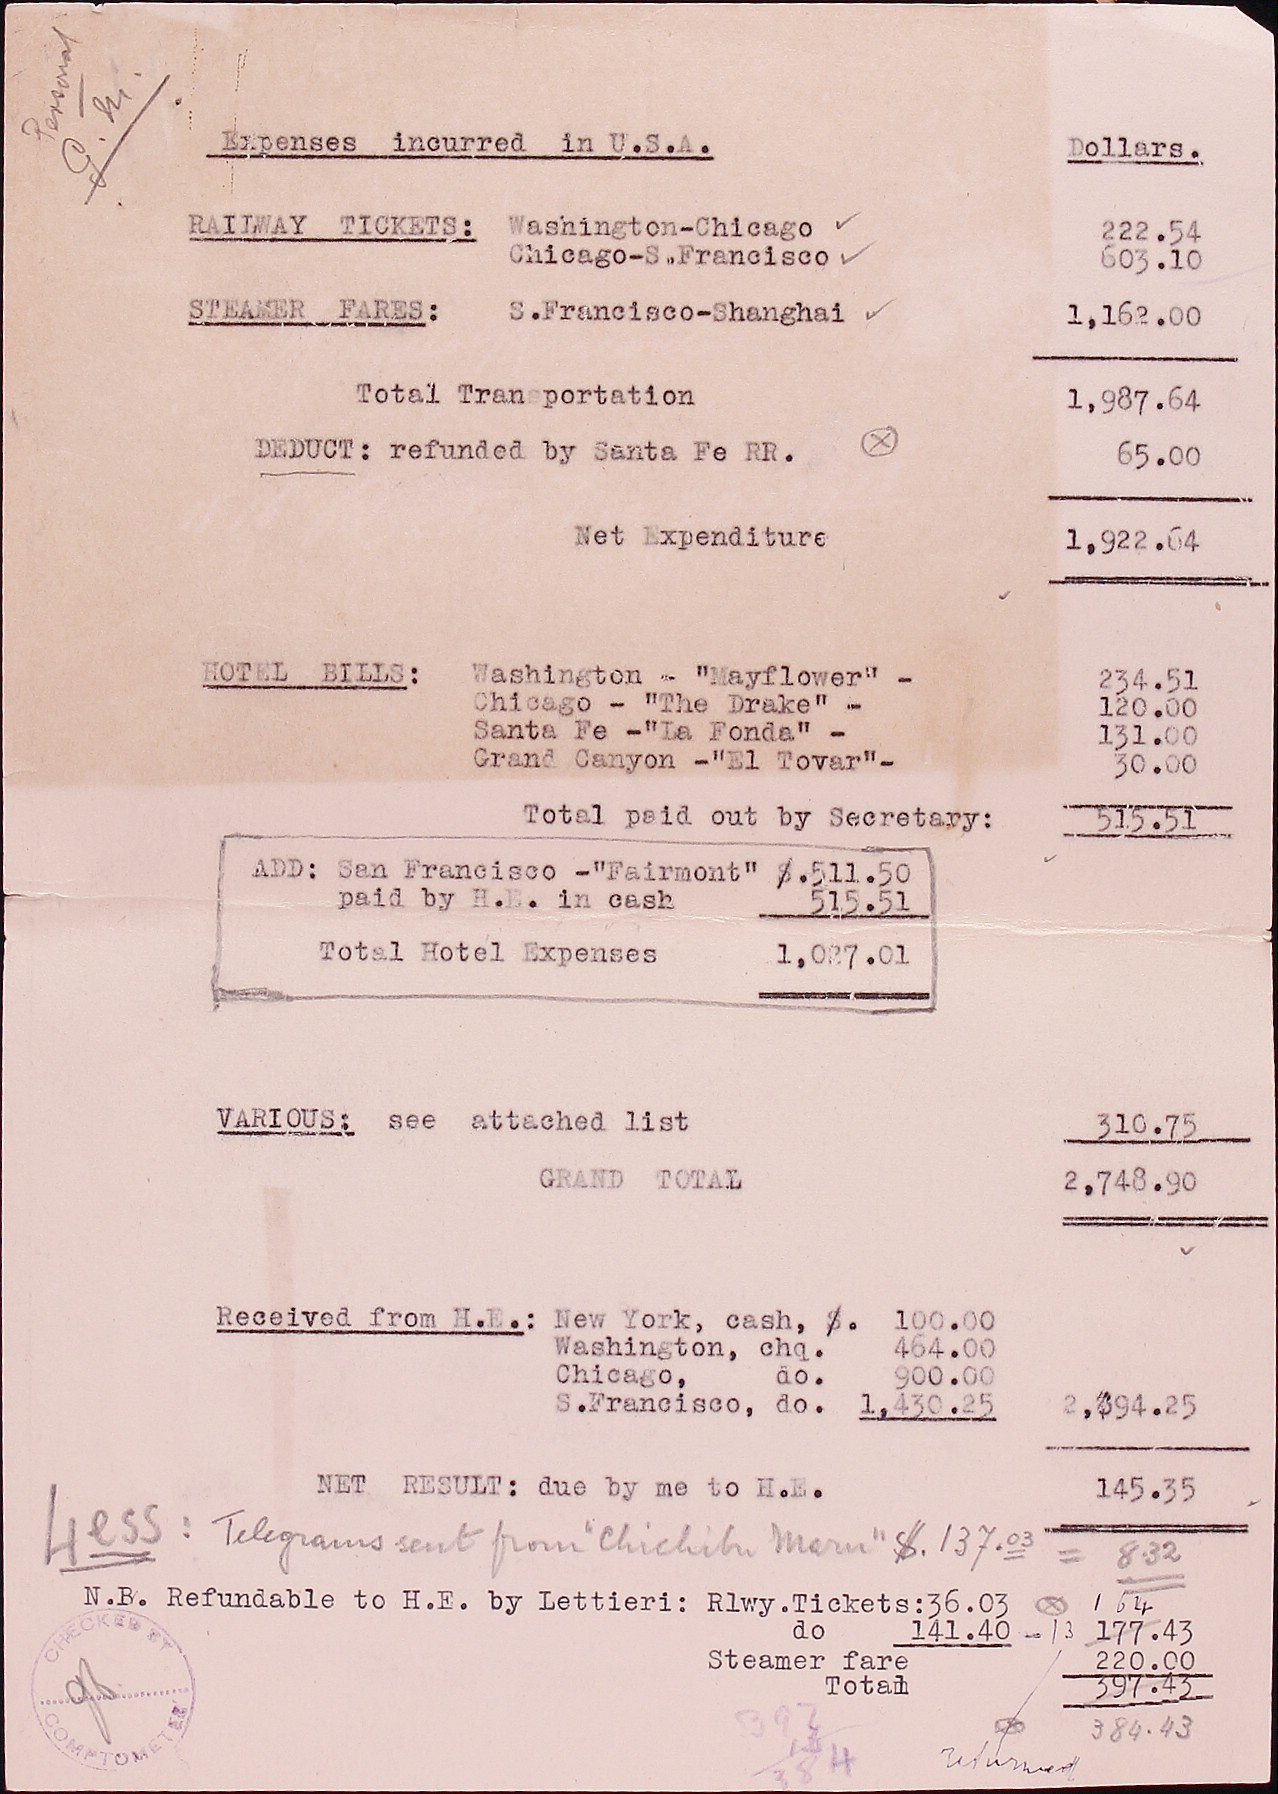 Personal
Expenses incurred in U.S.A. Dollars.
RAILWAY TICKETS: Washington-Chicago ✓ 222.54
Chicago-S.Francisco ✓ 603.10
STEAMER FARES: S.Francisco-Shanghai ✓ 1,162.00
Total Transportation 1,987.64
DEDUCT: refunded by Santa Fe RR. ⊗ 65.00
Net Expenditure 1,922.64
HOTEL BILLS: Washington - "Mayflower" - 234.51
Chicago - "The Drake" - 120.00
Santa Fe -"La Fonda" - 131.00
Grand Canyon -"El Tovar"- 30.00
Total paid out by Secretary: 515.51
ADD: San Francisco -"Fairmont" $.511.50
paid by H.E. in cash 515.51
Total Hotel Expenses 1,027.01
VARIOUS: see attached list 310.75
GRAND TOTAL 2,748.90
Received from H.E.: New York, cash, $. 100.00
Washington, chq. 464.00
Chicago, do. 900.00
S.Francisco, do. 1,430.25 2,894.25
NET RESULT: due by me to H.E. 145.35
Less: Telegrams sent from "Chichibu Maru" $. 137.03 = 8.32
N.B. Refundable to H.E. by Lettieri: Rlwy.Tickets:36.03 ⊗ 164
do 141.40 - 13 177.43
Steamer fare 220.00
Total 397.43
384.43
returned
397
13
384
CHECKED BY
COMPTOMETER